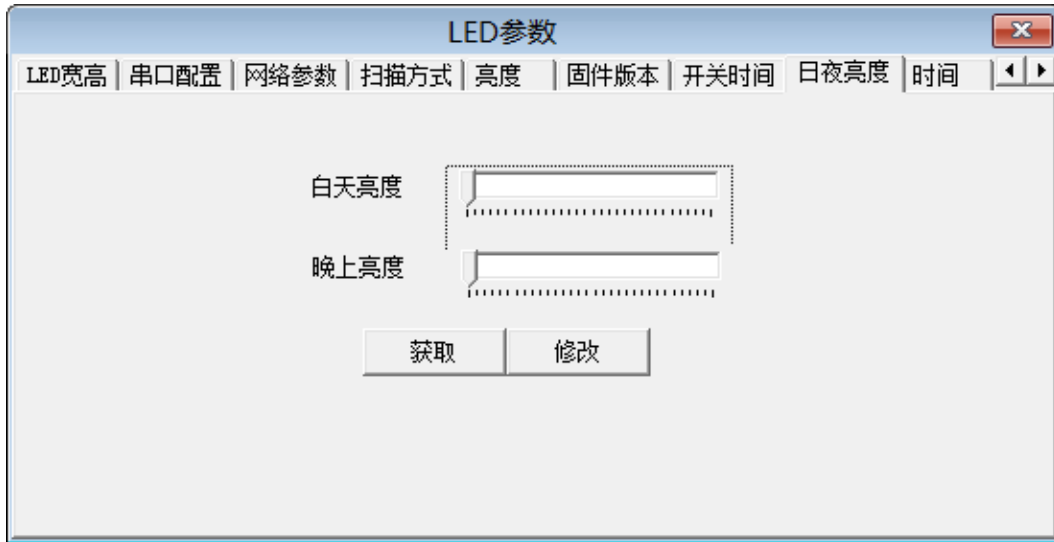 LED参数
LED宽高 串口配置 网络参数 扫描方式 亮度 固件版本 开关时间 日夜亮度 时间
白天亮度
晚上亮度
获取 修改